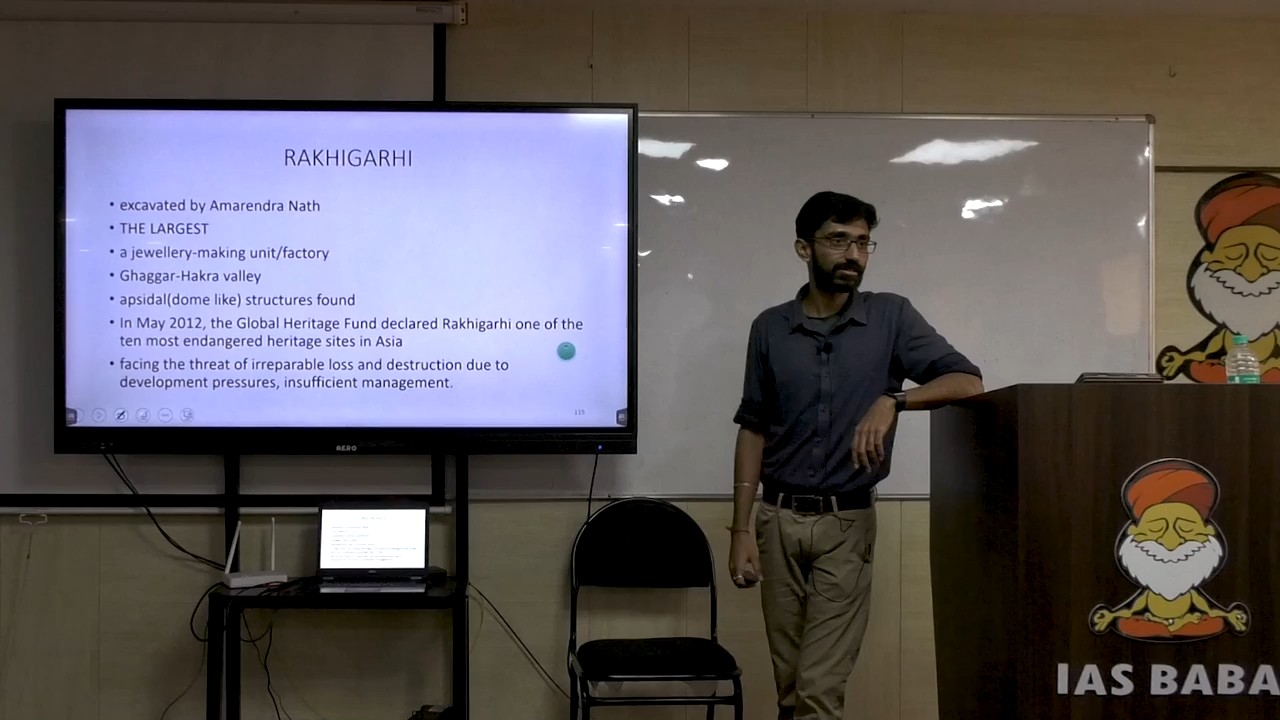 RAKHIGARHI
• excavated by Amarendra Nath
• THE LARGEST
• a jewellery-making unit/factory
• Ghaggar-Hakra valley
• apsidal(dome like) structures found
• In May 2012, the Global Heritage Fund declared Rakhigarhi one of the
ten most endangered heritage sites in Asia
• facing the threat of irreparable loss and destruction due to
development pressures, insufficient management.
115
AERO
IAS BABA